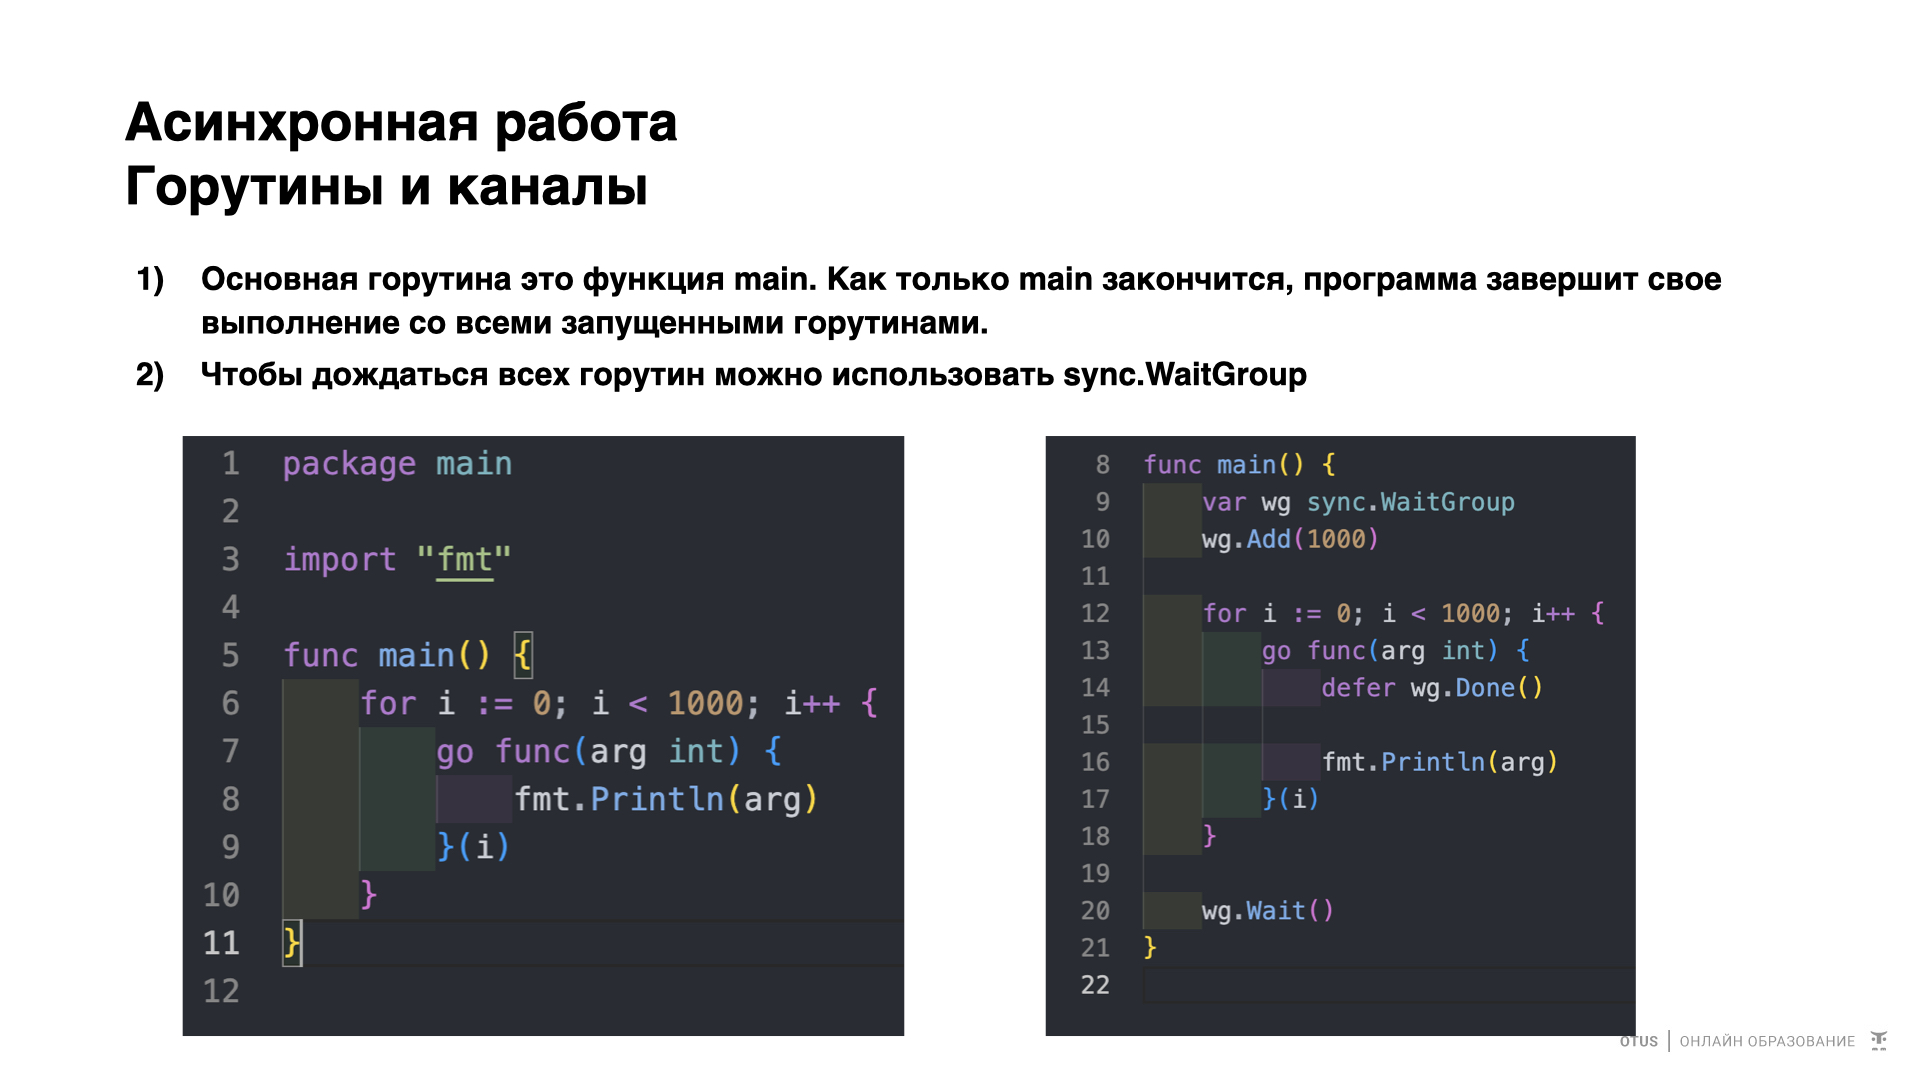 Асинхронная работа
Горутины и каналы
1) Основная горутина это функция main. Как только main закончится, программа завершит свое
выполнение со всеми запущенными горутинами.
2) Чтобы дождаться всех горутин можно использовать sync.WaitGroup
1 package main
2
3 import "fmt"
4
5 func main() {
6 for i := 0; i < 1000; i++ {
7 go func(arg int) {
8 fmt.Println(arg)
9 }(i)
10 }
11 }
12
8 func main() {
9 var wg sync.WaitGroup
10 wg.Add(1000)
11
12 for i := 0; i < 1000; i++ {
13 go func(arg int) {
14 defer wg.Done()
15
16 fmt.Println(arg)
17 }(i)
18 }
19
20 wg.Wait()
21 }
22
OTUS | ОНЛАЙН ОБРАЗОВАНИЕ